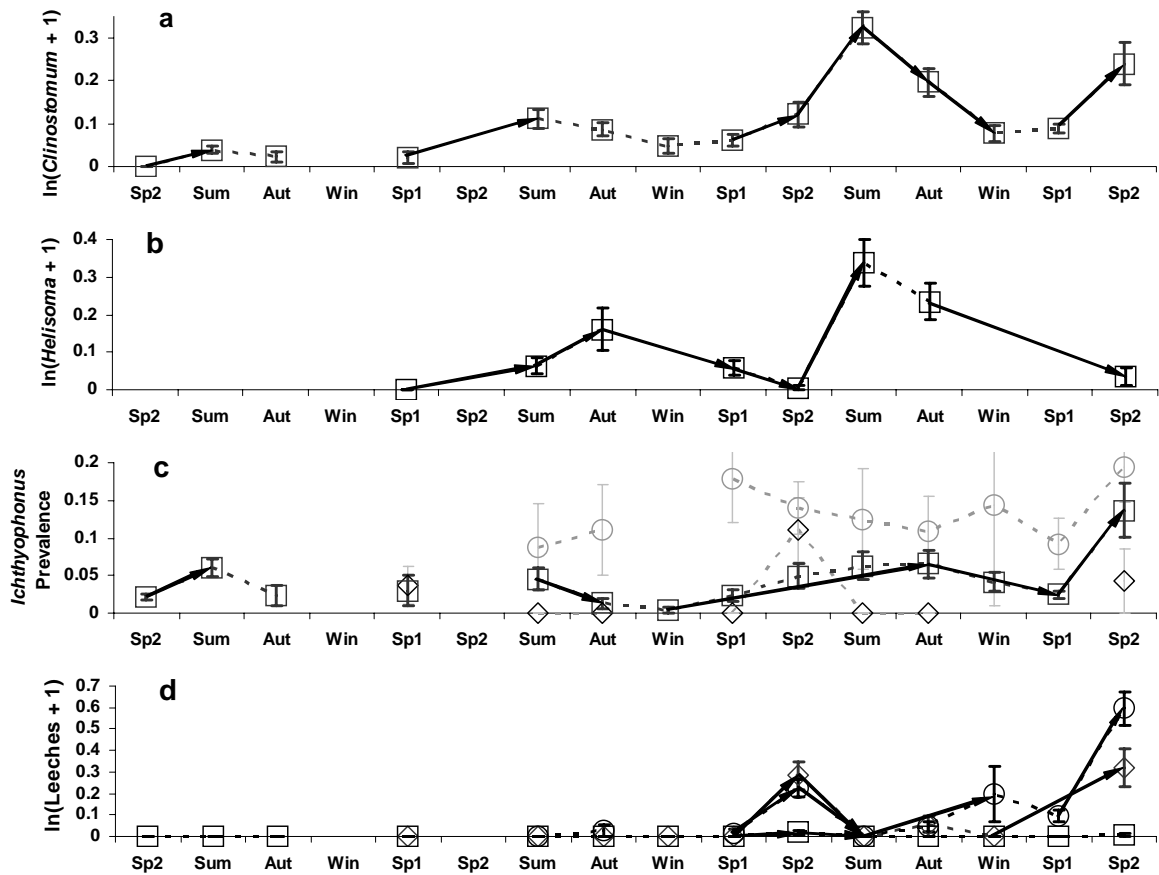 a
ln(Clinostomum + 1)
0.3
0.2
0.1
0
Sp2 Sum Aut Win Sp1 Sp2 Sum Aut Win Sp1 Sp2 Sum Aut Win Sp1 Sp2
b
ln(Helisoma + 1)
0.4
0.3
0.2
0.1
0
Sp2 Sum Aut Win Sp1 Sp2 Sum Aut Win Sp1 Sp2 Sum Aut Win Sp1 Sp2
c
Ichthyophonus
Prevalence
0.2
0.15
0.1
0.05
0
Sp2 Sum Aut Win Sp1 Sp2 Sum Aut Win Sp1 Sp2 Sum Aut Win Sp1 Sp2
d
ln(Leeches + 1)
0.7
0.6
0.5
0.4
0.3
0.2
0.1
0
Sp2 Sum Aut Win Sp1 Sp2 Sum Aut Win Sp1 Sp2 Sum Aut Win Sp1 Sp2